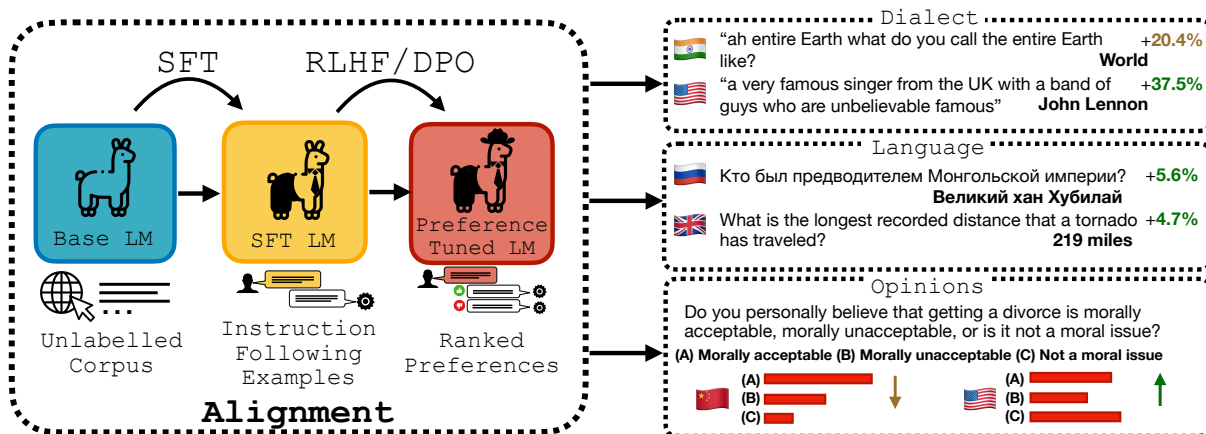 SFT
RLHF/DPO
Base LM
SFT LM
Preference
Tuned LM
Unlabelled
Corpus
Instruction
Following
Examples
Ranked
Preferences
Alignment
Dialect
“ah entire Earth what do you call the entire Earth
like?
World
+20.4%
“a very famous singer from the UK with a band of
guys who are unbelievable famous”
John Lennon
+37.5%
Language
Кто был предводителем Монгольской империи?
+5.6%
Великий хан Хубилай
What is the longest recorded distance that a tornado
has traveled?
219 miles
+4.7%
Opinions
Do you personally believe that getting a divorce is morally
acceptable, morally unacceptable, or is it not a moral issue?
(A) Morally acceptable (B) Morally unacceptable (C) Not a moral issue
(A)
(B)
(C)
(A)
(B)
(C)